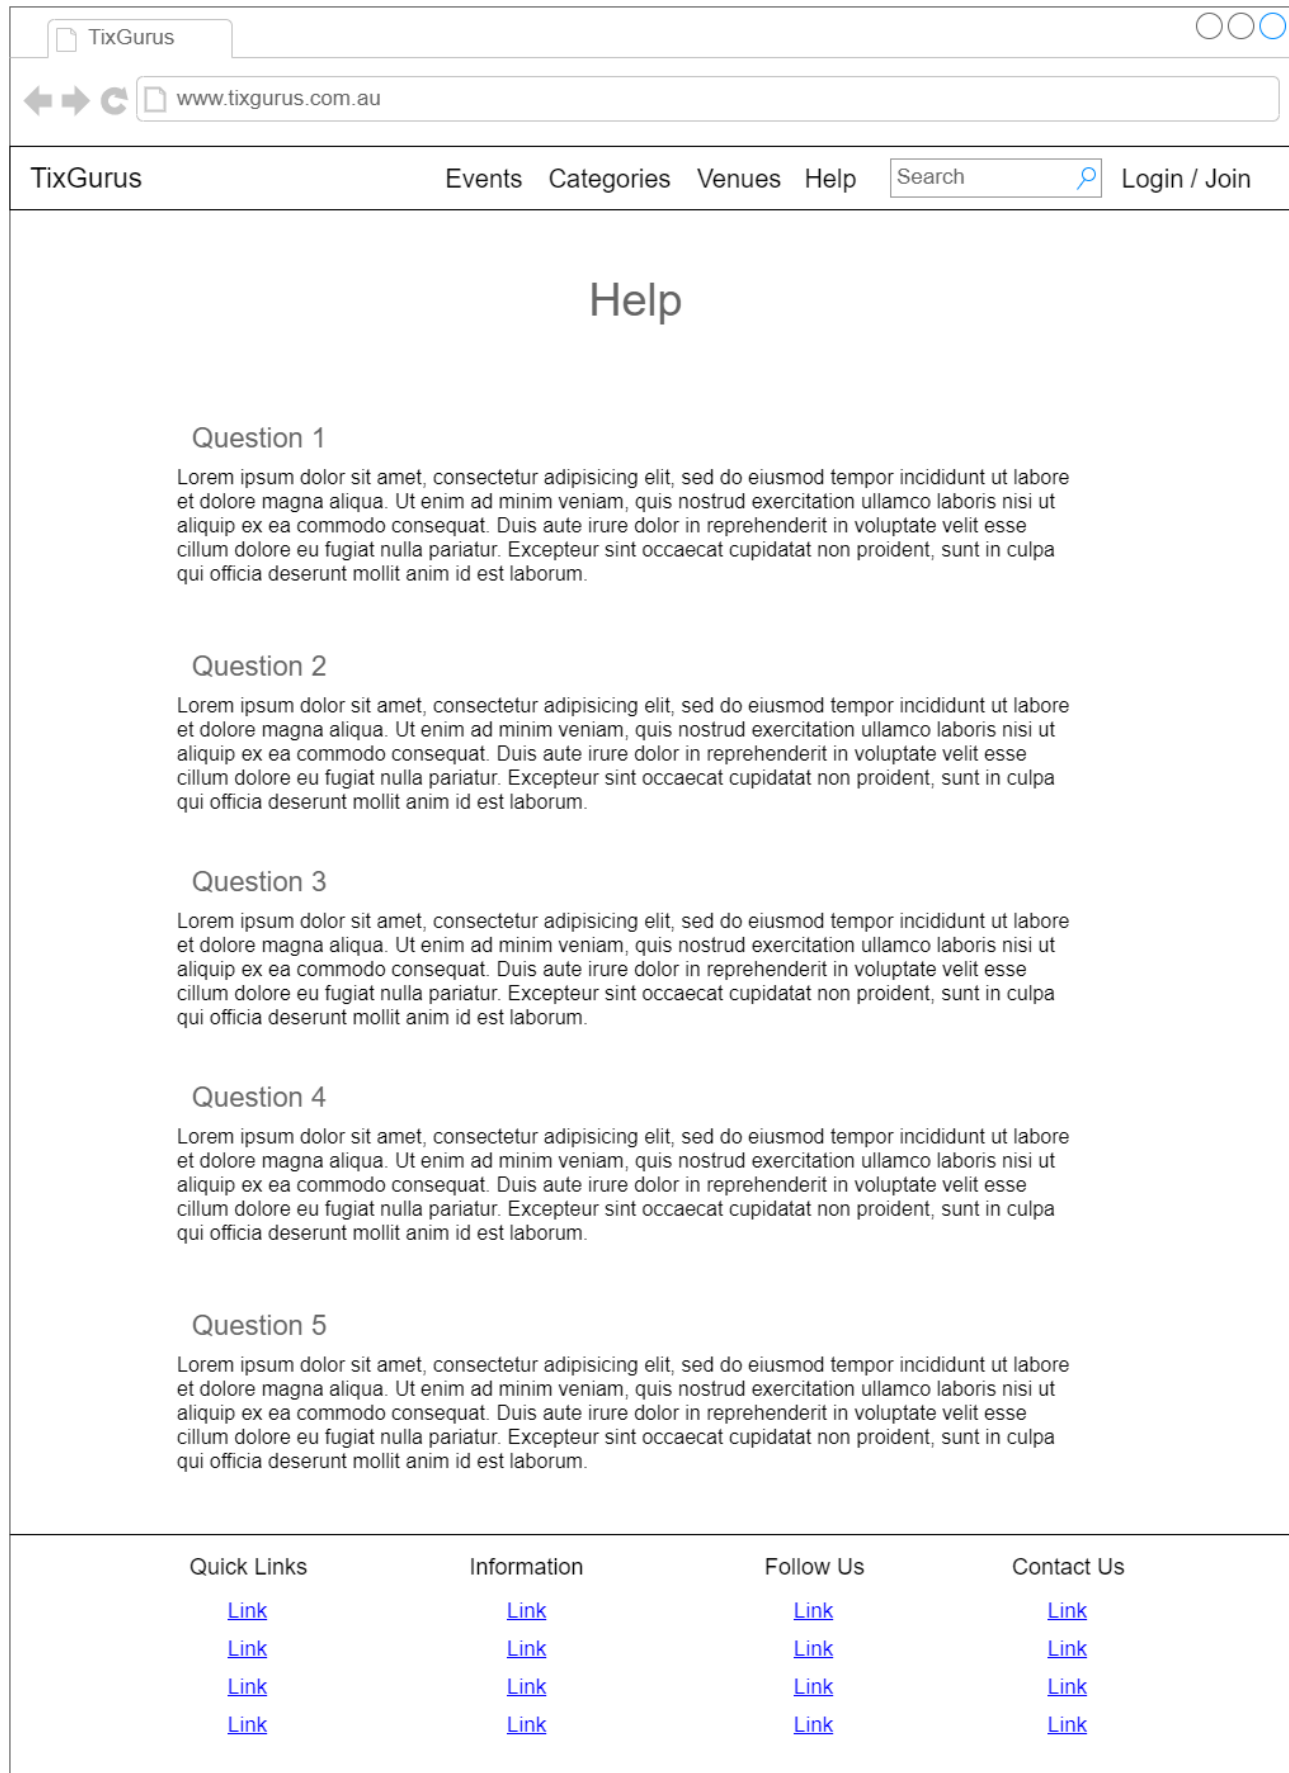 TixGurus
www.tixgurus.com.au
TixGurus Events Categories Venues Help Search Login / Join
Help
Question 1
Lorem ipsum dolor sit amet, consectetur adipisicing elit, sed do eiusmod tempor incididunt ut labore
et dolore magna aliqua. Ut enim ad minim veniam, quis nostrud exercitation ullamco laboris nisi ut
aliquip ex ea commodo consequat. Duis aute irure dolor in reprehenderit in voluptate velit esse
cillum dolore eu fugiat nulla pariatur. Excepteur sint occaecat cupidatat non proident, sunt in culpa
qui officia deserunt mollit anim id est laborum.
Question 2
Lorem ipsum dolor sit amet, consectetur adipisicing elit, sed do eiusmod tempor incididunt ut labore
et dolore magna aliqua. Ut enim ad minim veniam, quis nostrud exercitation ullamco laboris nisi ut
aliquip ex ea commodo consequat. Duis aute irure dolor in reprehenderit in voluptate velit esse
cillum dolore eu fugiat nulla pariatur. Excepteur sint occaecat cupidatat non proident, sunt in culpa
qui officia deserunt mollit anim id est laborum.
Question 3
Lorem ipsum dolor sit amet, consectetur adipisicing elit, sed do eiusmod tempor incididunt ut labore
et dolore magna aliqua. Ut enim ad minim veniam, quis nostrud exercitation ullamco laboris nisi ut
aliquip ex ea commodo consequat. Duis aute irure dolor in reprehenderit in voluptate velit esse
cillum dolore eu fugiat nulla pariatur. Excepteur sint occaecat cupidatat non proident, sunt in culpa
qui officia deserunt mollit anim id est laborum.
Question 4
Lorem ipsum dolor sit amet, consectetur adipisicing elit, sed do eiusmod tempor incididunt ut labore
et dolore magna aliqua. Ut enim ad minim veniam, quis nostrud exercitation ullamco laboris nisi ut
aliquip ex ea commodo consequat. Duis aute irure dolor in reprehenderit in voluptate velit esse
cillum dolore eu fugiat nulla pariatur. Excepteur sint occaecat cupidatat non proident, sunt in culpa
qui officia deserunt mollit anim id est laborum.
Question 5
Lorem ipsum dolor sit amet, consectetur adipisicing elit, sed do eiusmod tempor incididunt ut labore
et dolore magna aliqua. Ut enim ad minim veniam, quis nostrud exercitation ullamco laboris nisi ut
aliquip ex ea commodo consequat. Duis aute irure dolor in reprehenderit in voluptate velit esse
cillum dolore eu fugiat nulla pariatur. Excepteur sint occaecat cupidatat non proident, sunt in culpa
qui officia deserunt mollit anim id est laborum.
Quick Links Information Follow Us Contact Us
Link Link Link Link
Link Link Link Link
Link Link Link Link
Link Link Link Link